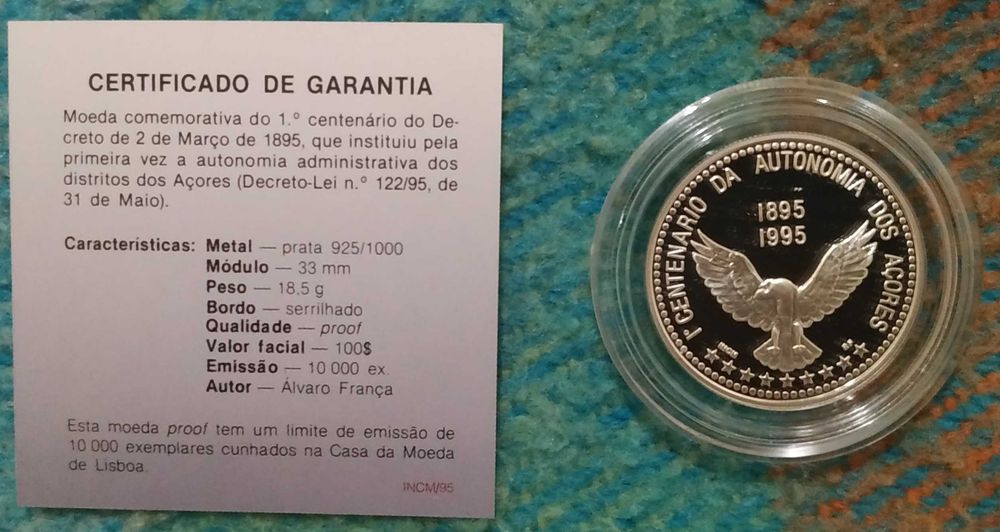 CERTIFICADO DE GARANTIA
Moeda comemorativa do 1.º centenário do De-
creto de 2 de Março de 1895, que instituiu pela
primeira vez a autonomia administrativa dos
distritos dos Açores (Decreto-Lei n.º 122/95, de
31 de Maio).
Características: Metal — prata 925/1000
Módulo — 33 mm
Peso — 18,5 g
Bordo — serrilhado
Qualidade — proof
Valor facial — 100$
Emissão — 10 000 ex.
Autor — Álvaro França
Esta moeda proof tem um limite de emissão de
10 000 exemplares cunhados na Casa da Moeda
de Lisboa.
INCM/95
I CENTENÁRIO DA AUTONOMIA DOS AÇORES
1895
1995